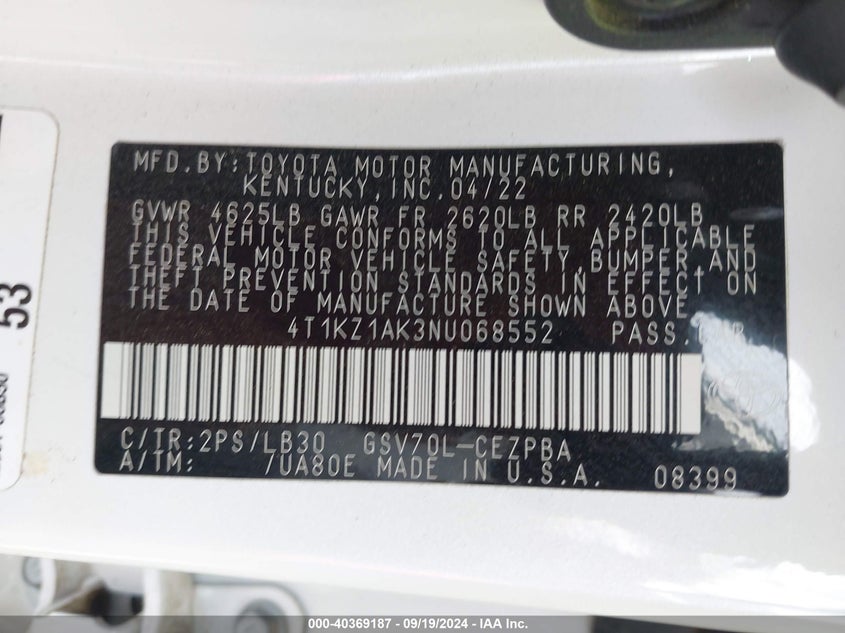 MFD.BY:TOYOTA MOTOR MANUFACTURING,
KENTUCKY,INC.04/22
GVWR 4625LB GAWR FR 2620LB RR 2420LB
THIS VEHICLE CONFORMS TO ALL APPLICABLE
FEDERAL MOTOR VEHICLE SAFETY,BUMPER,AND
THEFT PREVENTION STANDARDS IN EFFECT ON
THE DATE OF MANUFACTURE SHOWN ABOVE.
4T1KZ1AK3NU068552 PASS.
C/TR:2PS/LB30 GSV70L-CEZPBA
A/TM: /UA80E MADE IN U.S.A. 08399
53
000-40369187 - 09/19/2024 - IAA Inc.